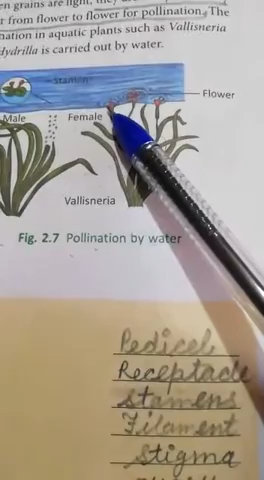 en grains are light, they are
r from flower to flower for pollination. The
nation in aquatic plants such as Vallisneria
Hydrilla is carried out by water.
Stamen
Flower
Male
Female
Vallisneria
Fig. 2.7 Pollination by water
Pedicel
Receptacle
Stamens
Filament
Stigma